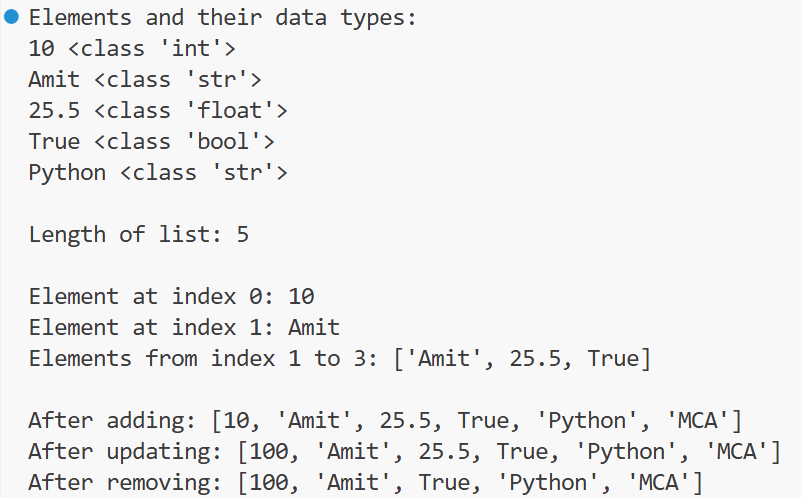 Elements and their data types:
10 <class 'int'>
Amit <class 'str'>
25.5 <class 'float'>
True <class 'bool'>
Python <class 'str'>
Length of list: 5
Element at index 0: 10
Element at index 1: Amit
Elements from index 1 to 3: ['Amit', 25.5, True]
After adding: [10, 'Amit', 25.5, True, 'Python', 'MCA']
After updating: [100, 'Amit', 25.5, True, 'Python', 'MCA']
After removing: [100, 'Amit', True, 'Python', 'MCA']